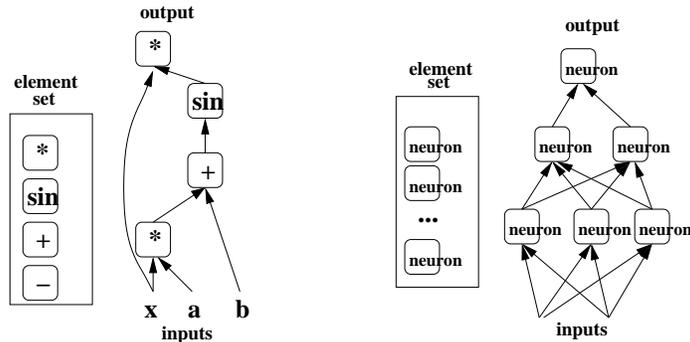 output
*
element
set
sin
*
sin
+
+
*
−
x a b
inputs
output
neuron
element
set
neuron
neuron neuron
neuron
...
neuron neuron neuron
neuron
inputs